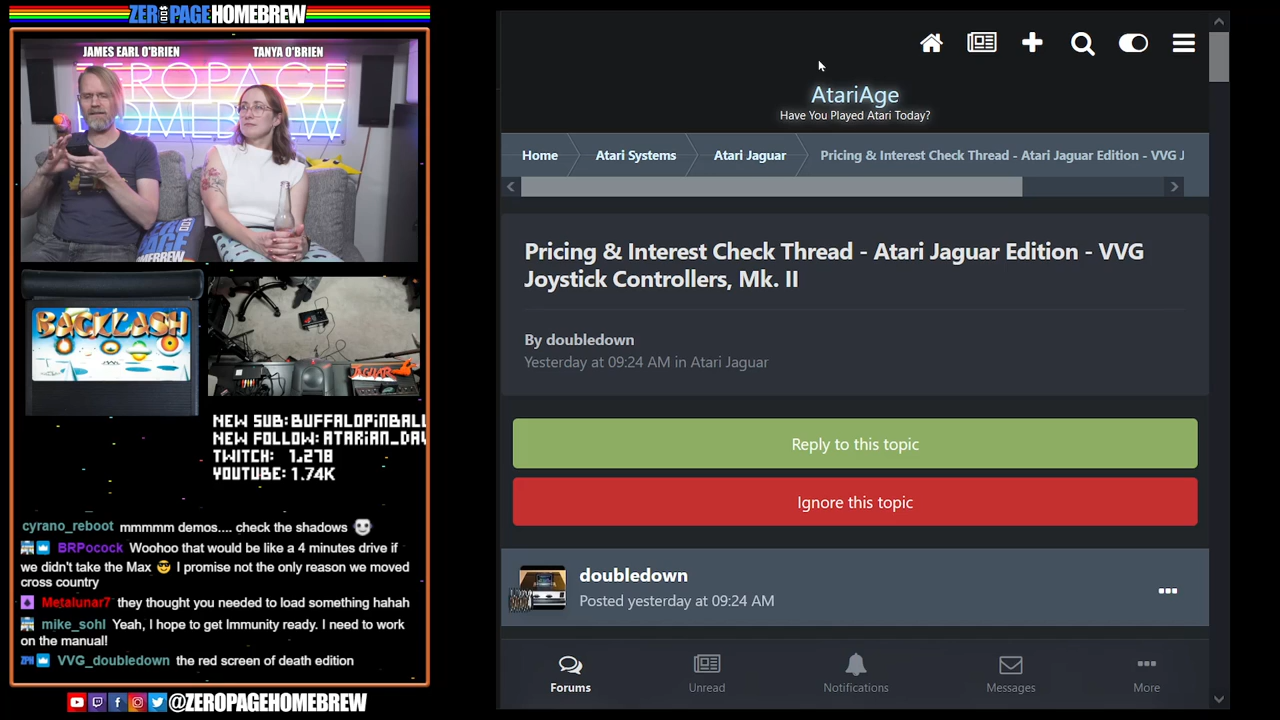 ZEROPAGEHOMEBREW
JAMES EARL O'BRIEN
TANYA O'BRIEN
ZEROPAGE
HOMEBREW
HOMEBREW
BACKLASH
JAGUAR
NEW SUB:BUFFALOPINBALL
NEW FOLLOW:ATARIAN_DAV
TWITCH: 1,278
YOUTUBE: 1.74K
cyrano_reboot mmmmm demos.... check the shadows
BRPocock Woohoo that would be like a 4 minutes drive if
we didn't take the Max I promise not the only reason we moved
cross country
Metalunar7 they thought you needed to load something hahah
mike_sohl Yeah, I hope to get Immunity ready. I need to work
on the manual!
ZPH VVG_doubledown the red screen of death edition
@ZEROPAGEHOMEBREW
AtariAge
Have You Played Atari Today?
Home Atari Systems Atari Jaguar Pricing & Interest Check Thread - Atari Jaguar Edition - VVG J
Pricing & Interest Check Thread - Atari Jaguar Edition - VVG
Joystick Controllers, Mk. II
By doubledown
Yesterday at 09:24 AM in Atari Jaguar
Reply to this topic
Ignore this topic
doubledown
Posted yesterday at 09:24 AM
Forums Unread Notifications Messages More